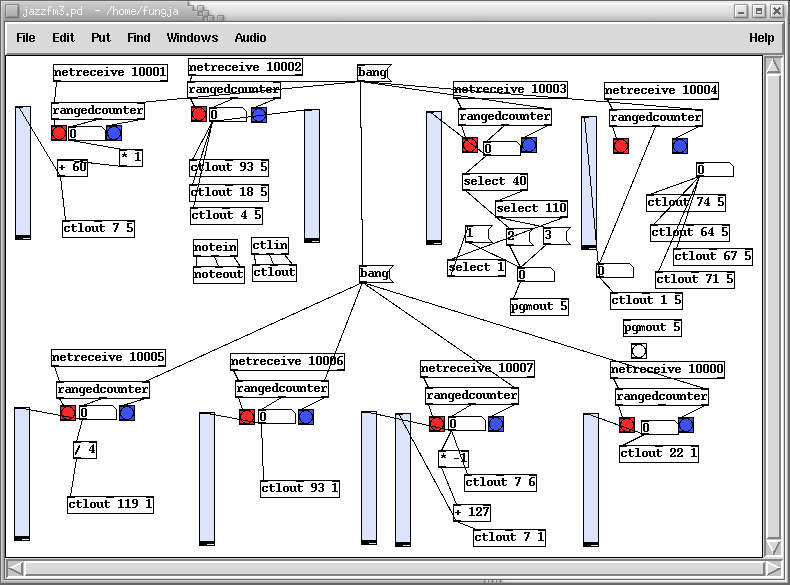 jazzfm3.pd - /home/fungja
File Edit Put Find Windows Audio Help
netreceive 10001
netreceive 10002
bang
netreceive 10003
netreceive 10004
rangedcounter
rangedcounter
rangedcounter
rangedcounter
0
0
0
* 1
+ 60
ctlout 93 5
ctlout 18 5
ctlout 4 5
ctlout 7 5
select 40
select 110
1
2
3
select 1
0
pgmout 5
0
ctlout 74 5
ctlout 64 5
ctlout 67 5
ctlout 71 5
0
ctlout 1 5
pgmout 5
notein
ctlin
noteout
ctlout
bang
netreceive 10005
netreceive 10006
netreceive 10007
netreceive 10000
rangedcounter
rangedcounter
rangedcounter
rangedcounter
0
0
0
0
/ 4
ctlout 119 1
ctlout 93 1
* -1
ctlout 7 6
+ 127
ctlout 7 1
ctlout 22 1